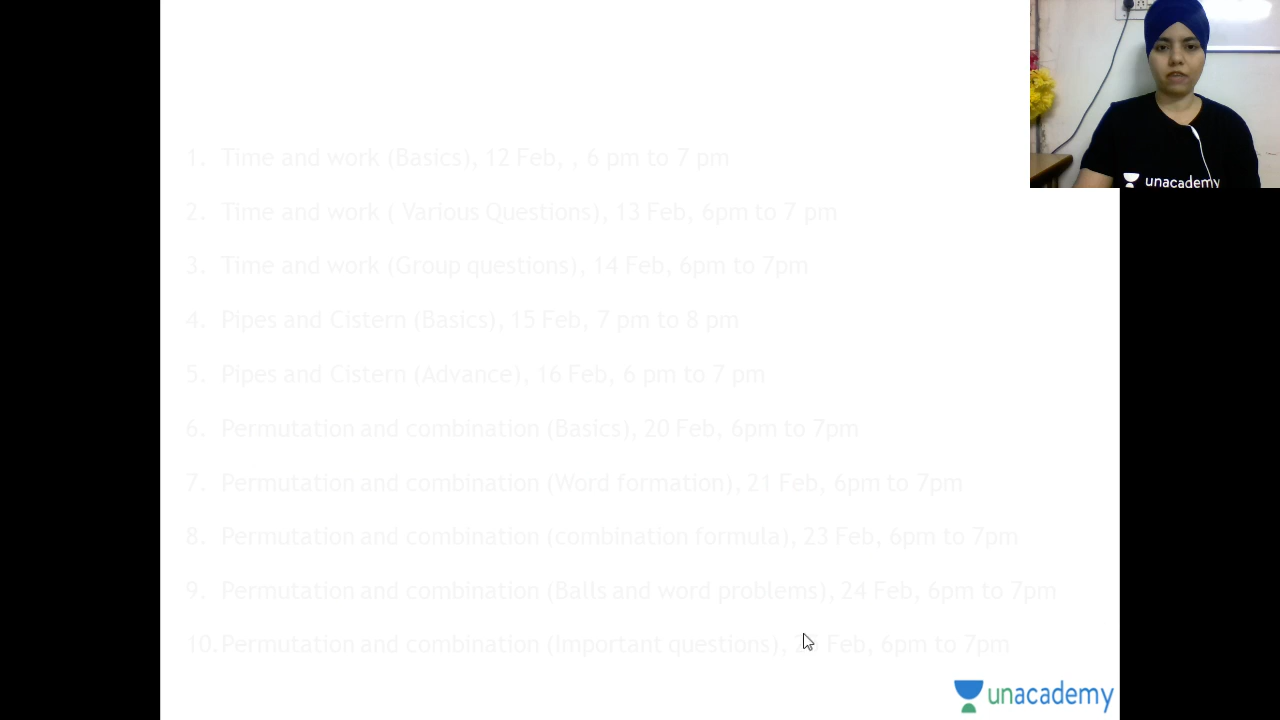 1. Time and work (Basics), 12 Feb, , 6 pm to 7 pm
2. Time and work ( Various Questions), 13 Feb, 6pm to 7 pm
3. Time and work (Group questions), 14 Feb, 6pm to 7pm
4. Pipes and Cistern (Basics), 15 Feb, 7 pm to 8 pm
5. Pipes and Cistern (Advance), 16 Feb, 6 pm to 7 pm
6. Permutation and combination (Basics), 20 Feb, 6pm to 7pm
7. Permutation and combination (Word formation), 21 Feb, 6pm to 7pm
8. Permutation and combination (combination formula), 23 Feb, 6pm to 7pm
9. Permutation and combination (Balls and word problems), 24 Feb, 6pm to 7pm
10. Permutation and combination (Important questions), Feb, 6pm to 7pm
unacademy
unacademy